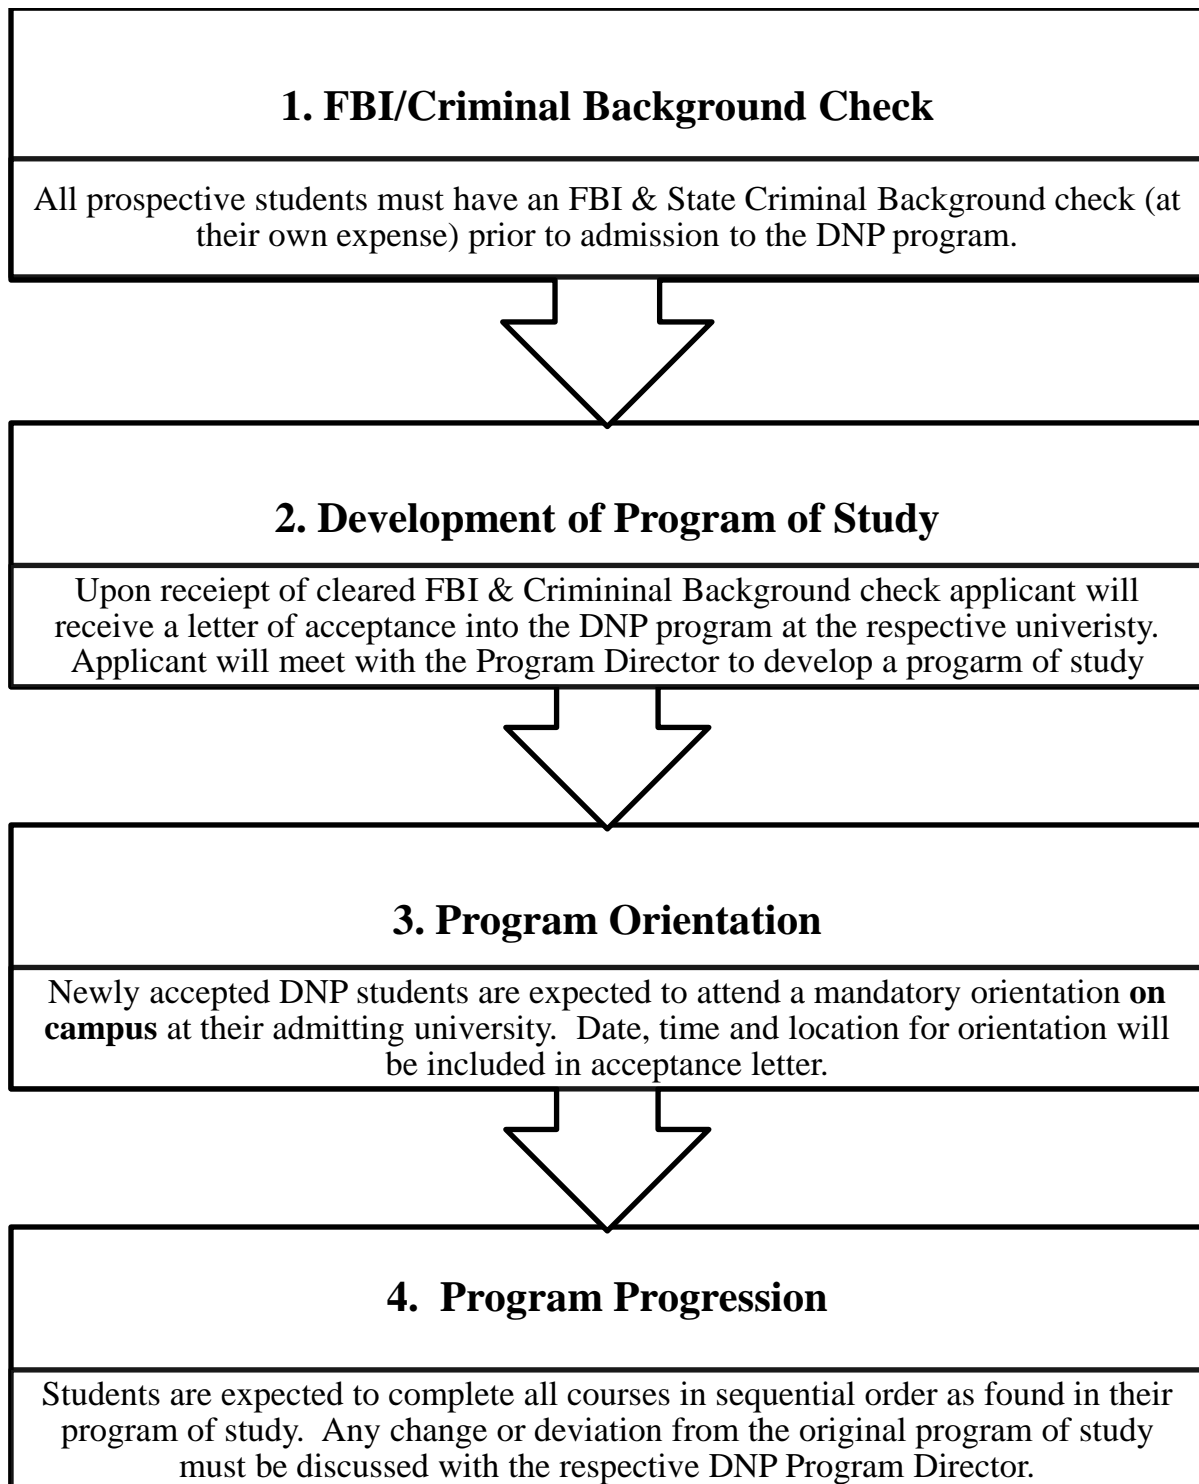 1. FBI/Criminal Background Check
All prospective students must have an FBI & State Criminal Background check (at
their own expense) prior to admission to the DNP program.
2. Development of Program of Study
Upon receiept of cleared FBI & Crimininal Background check applicant will
receive a letter of acceptance into the DNP program at the respective univeristy.
Applicant will meet with the Program Director to develop a progarm of study
3. Program Orientation
Newly accepted DNP students are expected to attend a mandatory orientation on
campus at their admitting university.  Date, time and location for orientation will
be included in acceptance letter.
4.  Program Progression
Students are expected to complete all courses in sequential order as found in their
program of study.  Any change or deviation from the original program of study
must be discussed with the respective DNP Program Director.